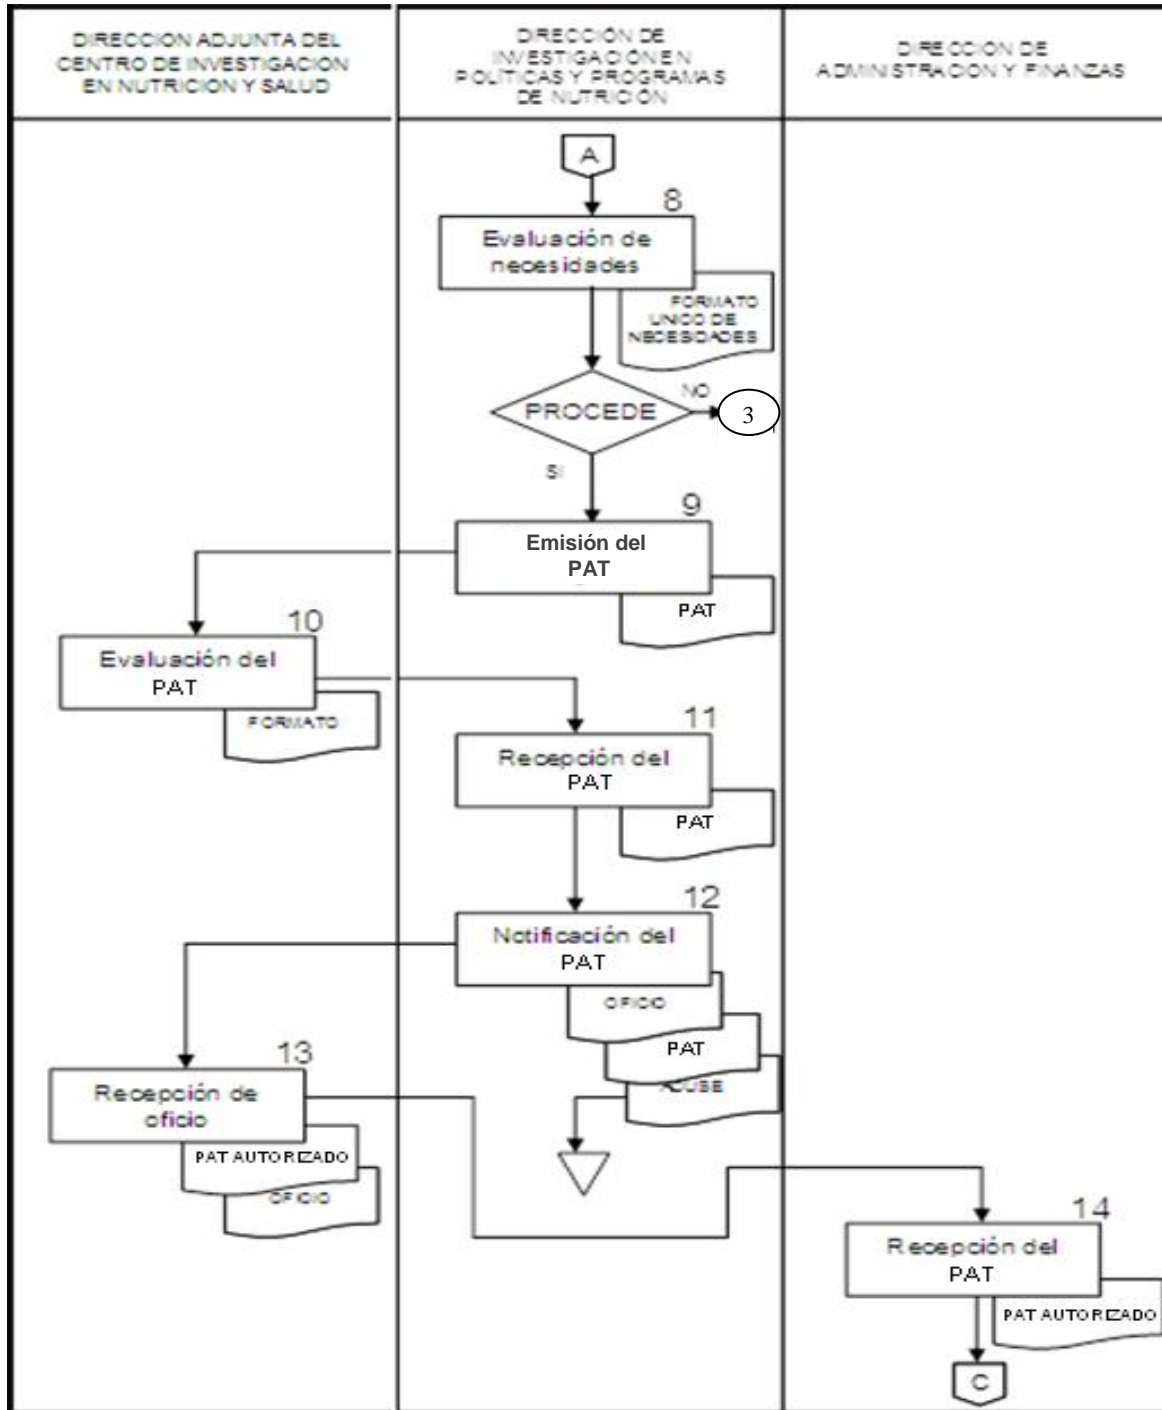 DIRECCION ADJUNTA DEL
CENTRO DE INVESTIGACION
EN NUTRICION Y SALUD
DIRECCIÓN DE
INVESTIGACIÓN EN
POLÍTICAS Y PROGRAMAS
DE NUTRICIÓN
DIRECCION DE
ADMINISTRACION Y FINANZAS
A
8
Evaluación de
necesidades
FORMATO
UNICO DE
NECESIDADES
PROCEDE
NO
3
SI
9
Emisión del
PAT
PAT
10
Evaluación del
PAT
FORMATO
11
Recepción del
PAT
PAT
12
Notificación del
PAT
OFICIO
PAT
ACUSE
13
Recepción de
oficio
PAT AUTORIZADO
OFICIO
14
Recepción del
PAT
PAT AUTORIZADO
C